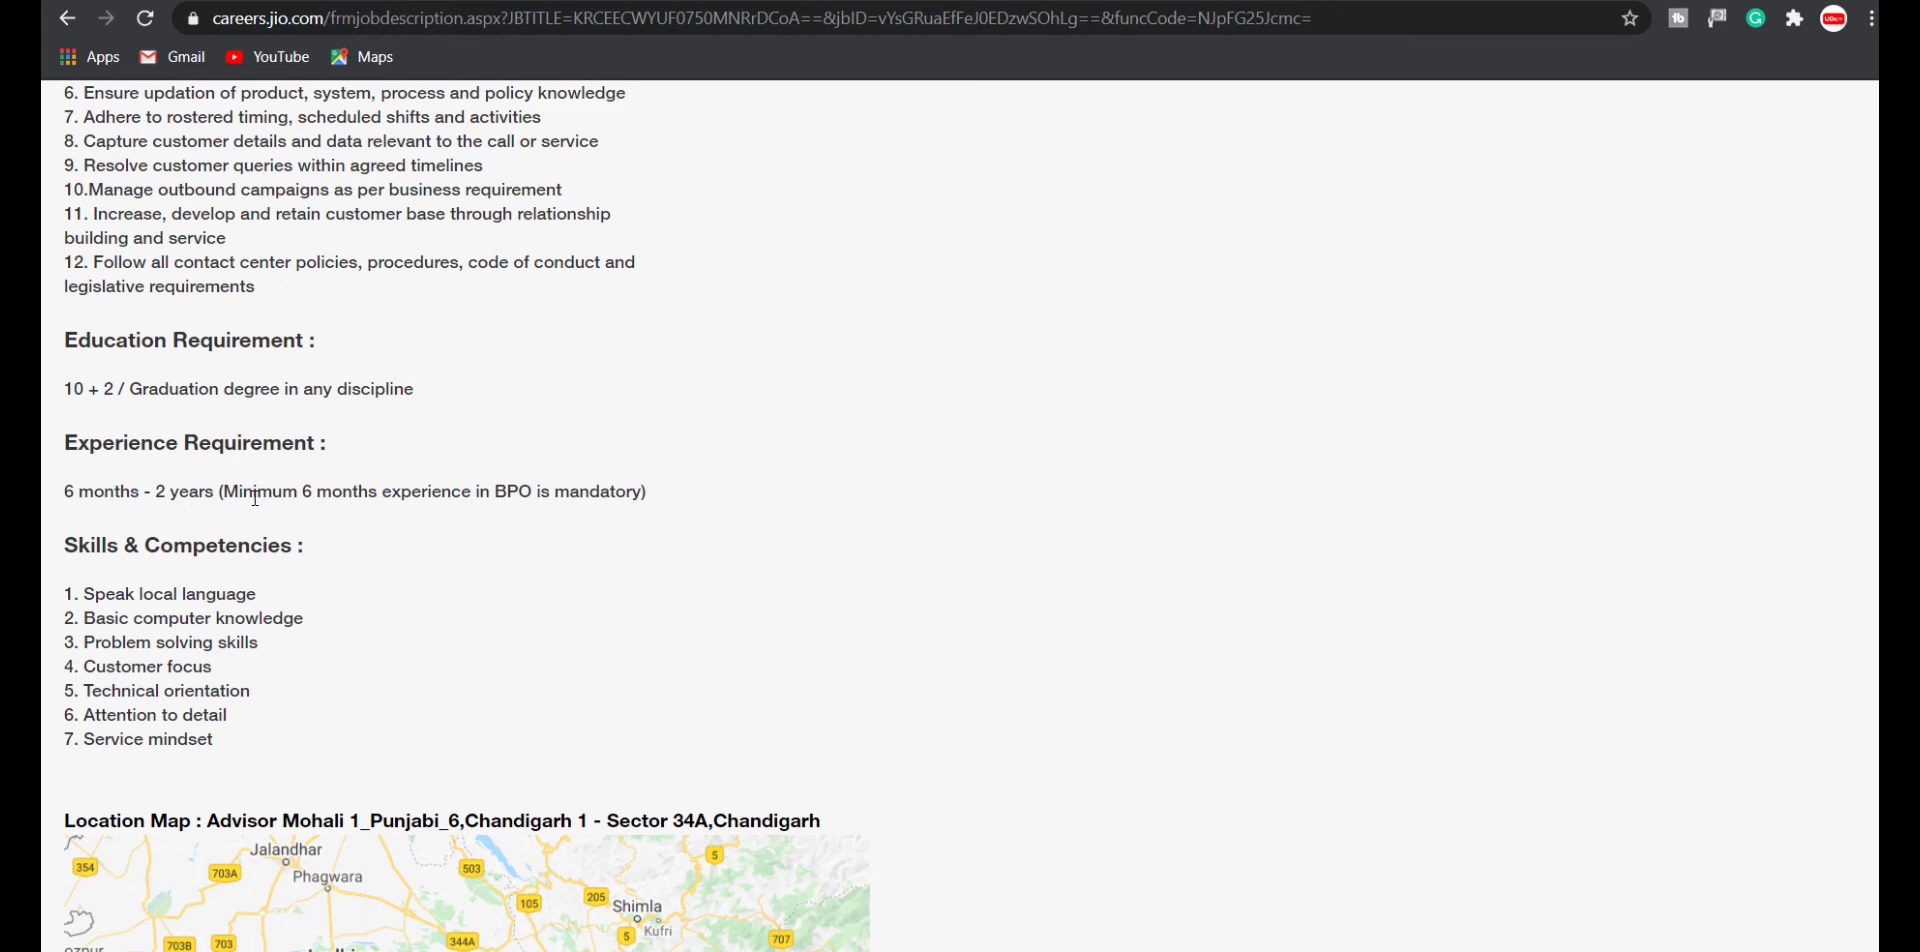 careers.jio.com/frmjobdescription.aspx?JBTITLE=KRCEECWYUF0750MNRrDCoA==&jbID=vYsGRuaEfFeJ0EDzwSOhLg==&funcCode=NJpFG25Jcmc=
Apps Gmail YouTube Maps
6. Ensure updation of product, system, process and policy knowledge
7. Adhere to rostered timing, scheduled shifts and activities
8. Capture customer details and data relevant to the call or service
9. Resolve customer queries within agreed timelines
10.Manage outbound campaigns as per business requirement
11. Increase, develop and retain customer base through relationship
building and service
12. Follow all contact center policies, procedures, code of conduct and
legislative requirements
Education Requirement :
10 + 2 / Graduation degree in any discipline
Experience Requirement :
6 months - 2 years (Minimum 6 months experience in BPO is mandatory)
Skills & Competencies :
1. Speak local language
2. Basic computer knowledge
3. Problem solving skills
4. Customer focus
5. Technical orientation
6. Attention to detail
7. Service mindset
Location Map : Advisor Mohali 1_Punjabi_6,Chandigarh 1 - Sector 34A,Chandigarh
Jalandhar
354 703A 503 5
Phagwara
105 205 Shimla
Kufri
703B 703 344A 5 707